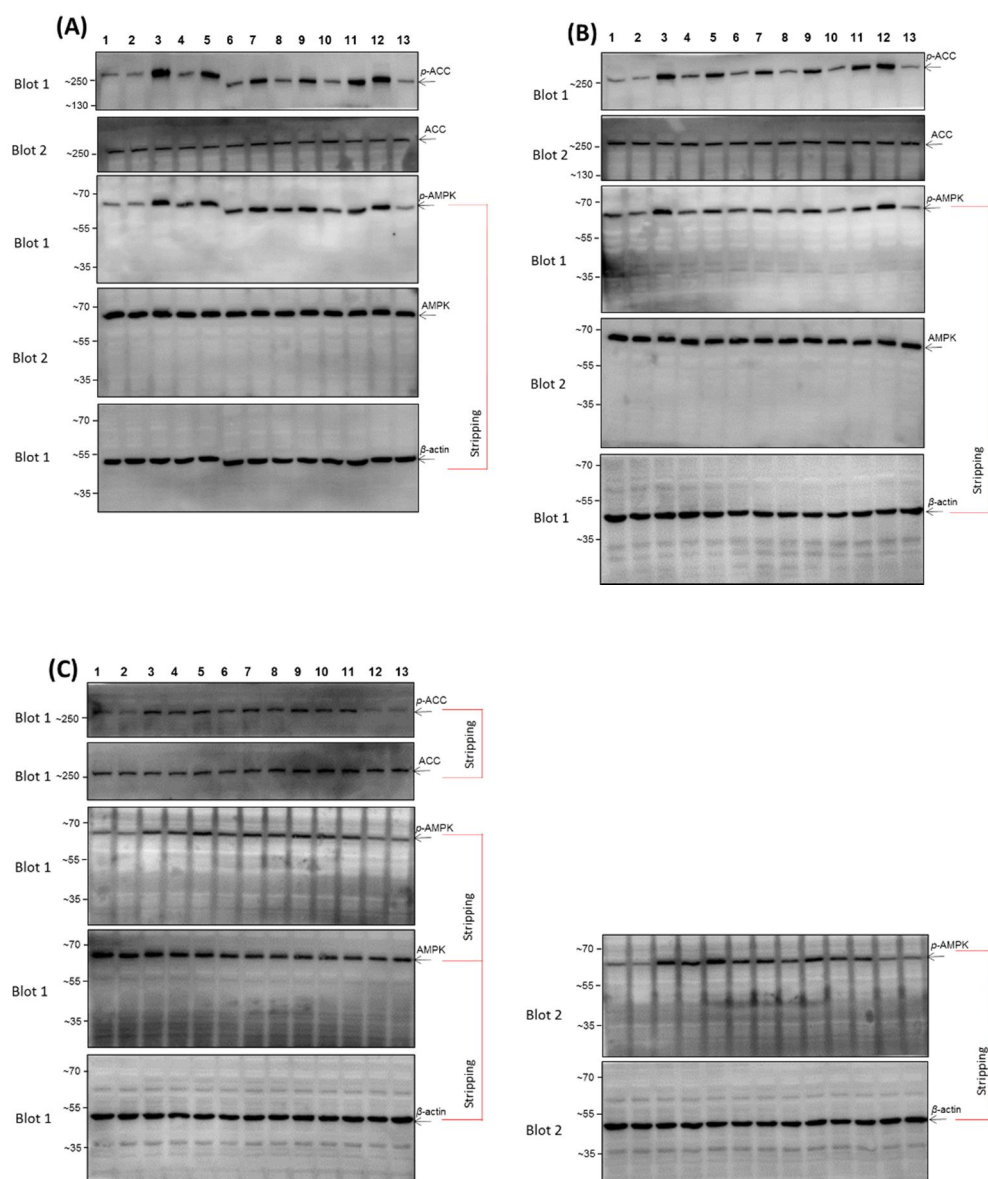 (A)
1 2 3 4 5 6 7 8 9 10 11 12 13
Blot 1
~250
~130
p-ACC
Blot 2
~250
ACC
Blot 1
~70
~55
~35
p-AMPK
Blot 2
~70
~55
~35
AMPK
Blot 1
~70
~55
~35
β-actin
Stripping
(B)
1 2 3 4 5 6 7 8 9 10 11 12 13
Blot 1
~250
p-ACC
Blot 2
~250
~130
ACC
Blot 1
~70
~55
~35
p-AMPK
Blot 2
~70
~55
~35
AMPK
Blot 1
~70
~55
~35
β-actin
Stripping
(C)
1 2 3 4 5 6 7 8 9 10 11 12 13
Blot 1 ~250
p-ACC
Stripping
Blot 1 ~250
ACC
Blot 1
~70
~55
~35
p-AMPK
Stripping
Blot 1
~70
~55
~35
AMPK
Blot 1
~70
~55
~35
β-actin
Stripping
Blot 2
~70
~55
~35
p-AMPK
Stripping
Blot 2
~70
~55
~35
β-actin